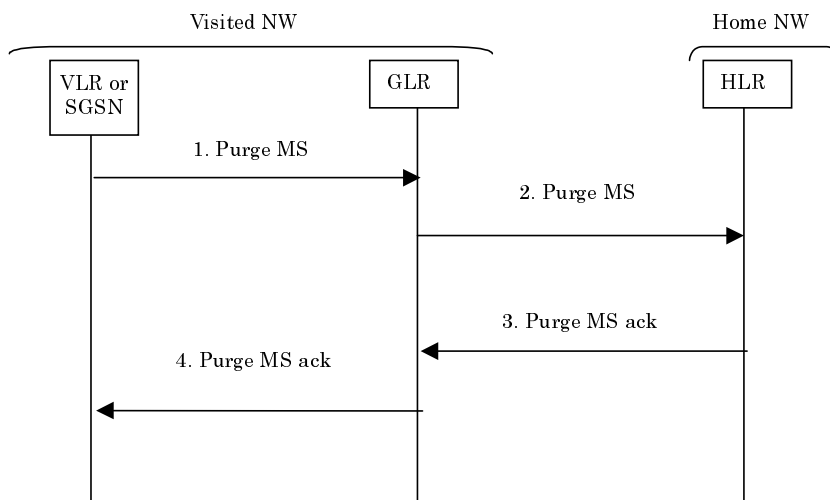 Visited NW
Home NW
VLR or
SGSN
GLR
HLR
1. Purge MS
2. Purge MS
3. Purge MS ack
4. Purge MS ack